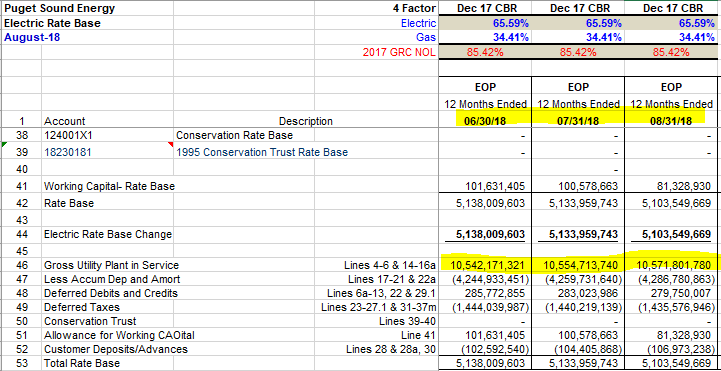 Puget Sound Energy 4 Factor Dec 17 CBR Dec 17 CBR Dec 17 CBR
Electric Rate Base Electric 65.59% 65.59% 65.59%
August-18 Gas 34.41% 34.41% 34.41%
2017 GRC NOL 85.42% 85.42% 85.42%
EOP EOP EOP
12 Months Ended 12 Months Ended 12 Months Ended
1 Account Description 06/30/18 07/31/18 08/31/18
38 124001X1 Conservation Rate Base - - -
39 18230181 1995 Conservation Trust Rate Base - - -
40 -
41 Working Capital- Rate Base 101,631,405 100,578,663 81,328,930
42 Rate Base 5,138,009,603 5,133,959,743 5,103,549,669
43
44 Electric Rate Base Change 5,138,009,603 5,133,959,743 5,103,549,669
45
46 Gross Utility Plant in Service Lines 4-6 & 14-16a 10,542,171,321 10,554,713,740 10,571,801,780
47 Less Accum Dep and Amort Lines 17-21 & 22a (4,244,933,451) (4,259,731,640) (4,286,780,863)
48 Deferred Debits and Credits Lines 6a-13, 22 & 29.1 285,772,855 283,023,986 279,750,007
49 Deferred Taxes Lines 23-27.1 & 31-37m (1,444,039,987) (1,440,219,139) (1,435,576,946)
50 Conservation Trust Lines 39-40 - - -
51 Allowance for Working CAOital Line 41 101,631,405 100,578,663 81,328,930
52 Customer Deposits/Advances Lines 28 & 28a, 30 (102,592,540) (104,405,868) (106,973,238)
53 Total Rate Base 5,138,009,603 5,133,959,743 5,103,549,669